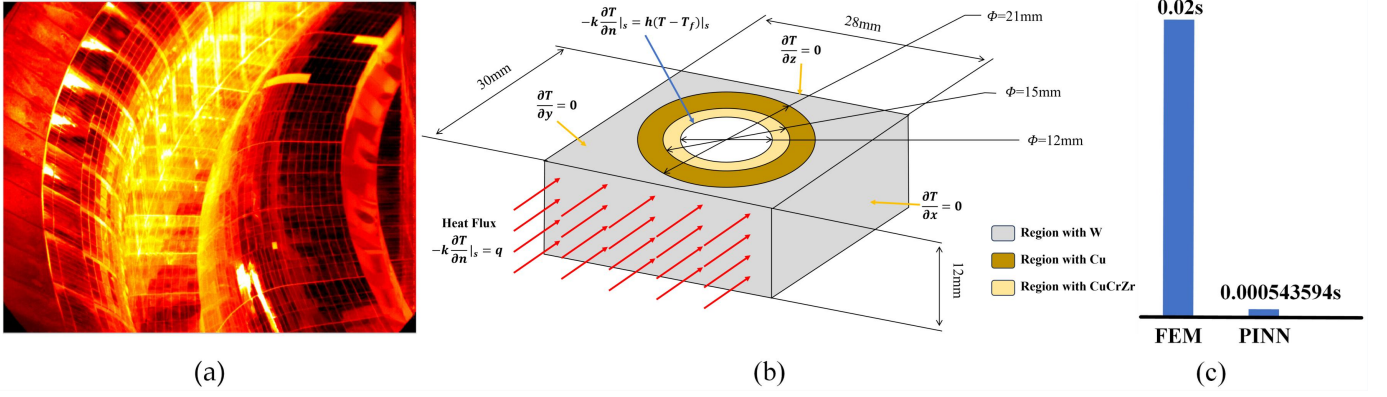 -k ∂T/∂n|ₛ = h(T − T_f)|ₛ
28mm
Φ=21mm
∂T/∂z = 0
30mm
∂T/∂y = 0
Φ=15mm
Φ=12mm
∂T/∂x = 0
Heat Flux
-k ∂T/∂n|ₛ = q
12mm
Region with W
Region with Cu
Region with CuCrZr
0.02s
0.000543594s
FEM PINN
(a) (b) (c)